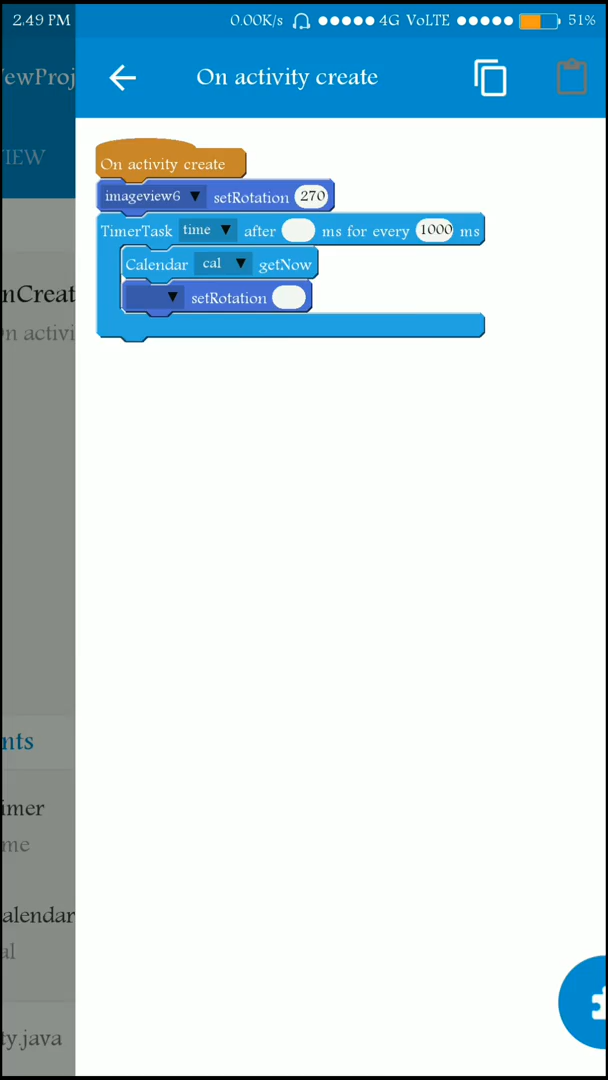 2.49 PM 0.00K/s 4G VoLTE 51%
ewProj
On activity create
IEW
On activity create
imageview6 ▼ setRotation 270
TimerTask time ▼ after ms for every 1000 ms
Calendar cal ▼ getNow
▼ setRotation
nCreat
n activi
nts
imer
me
alendar
al
ty.java